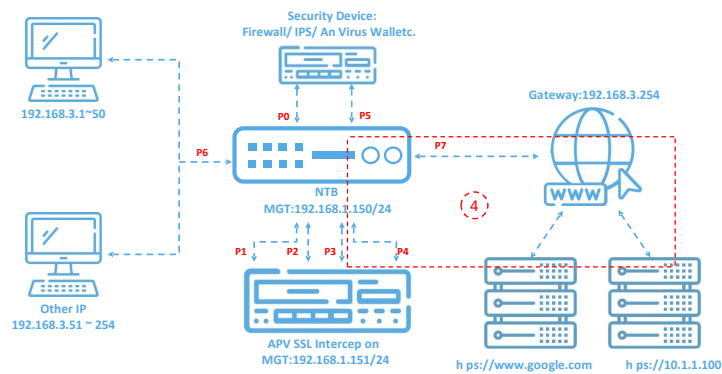 Security Device:
Firewall/ IPS/ An Virus Walletc.
192.168.3.1~50
P0
P5
Gateway:192.168.3.254
P6
P7
WWW
NTB
MGT:192.168.1.150/24
4
P1
P2
P3
P4
Other IP
192.168.3.51 ~ 254
APV SSL Intercep on
MGT:192.168.1.151/24
h ps://www.google.com
h ps://10.1.1.100